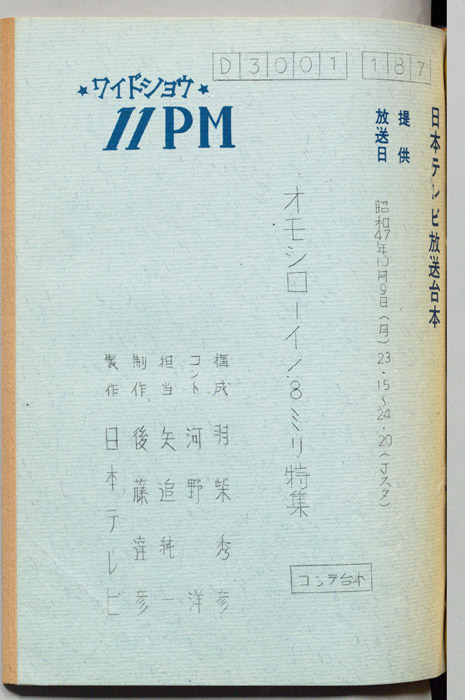 D3001 187
★ワイドショウ★
11PM
日本テレビ放送台本
提供
放送日 昭和47年10月9日(月)23・15～24・20(Jスタ)
オモシローイ!8ミリ特集
コンテ台本
構成 羽柴秀彦
コント 河野洋
担当 矢追純一
制作 後藤達彦
製作 日本テレビ